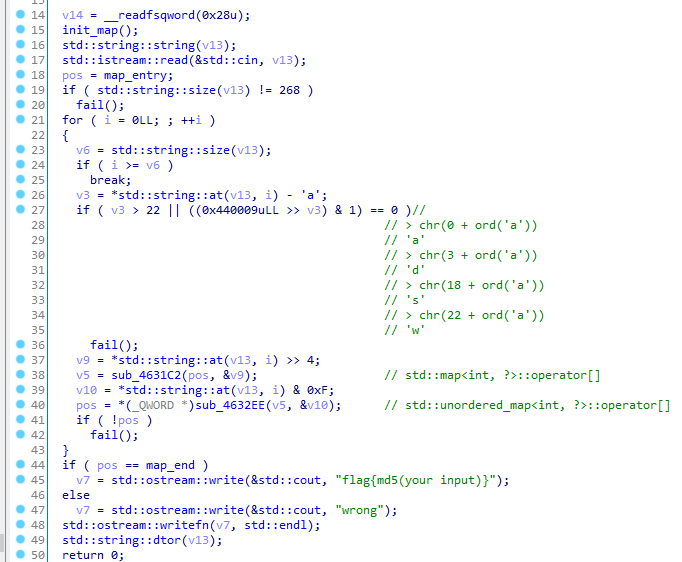 14 v14 = __readfsqword(0x28u);
15 init_map();
16 std::string::string(v13);
17 std::istream::read(&std::cin, v13);
18 pos = map_entry;
19 if ( std::string::size(v13) != 268 )
20 fail();
21 for ( i = 0LL; ; ++i )
22 {
23 v6 = std::string::size(v13);
24 if ( i >= v6 )
25 break;
26 v3 = *std::string::at(v13, i) - 'a';
27 if ( v3 > 22 || ((0x440009uLL >> v3) & 1) == 0 )//
28 // > chr(0 + ord('a'))
29 // 'a'
30 // > chr(3 + ord('a'))
31 // 'd'
32 // > chr(18 + ord('a'))
33 // 's'
34 // > chr(22 + ord('a'))
35 // 'w'
36 fail();
37 v9 = *std::string::at(v13, i) >> 4;
38 v5 = sub_4631C2(pos, &v9); // std::map<int, ?>::operator[]
39 v10 = *std::string::at(v13, i) & 0xF;
40 pos = *(_QWORD *)sub_4632EE(v5, &v10); // std::unordered_map<int, ?>::operator[]
41 if ( !pos )
42 fail();
43 }
44 if ( pos == map_end )
45 v7 = std::ostream::write(&std::cout, "flag{md5(your input)}");
46 else
47 v7 = std::ostream::write(&std::cout, "wrong");
48 std::ostream::writefn(v7, std::endl);
49 std::string::dtor(v13);
50 return 0;